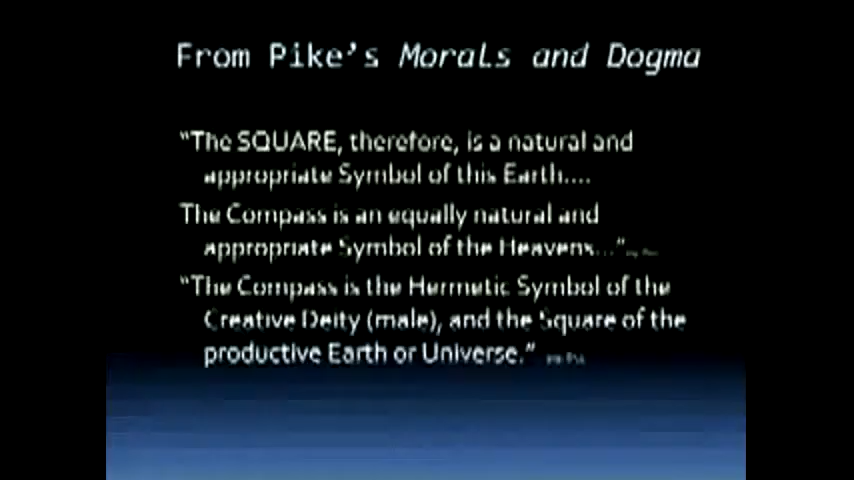 From Pike's Morals and Dogma
"The SQUARE, therefore, is a natural and
appropriate Symbol of this Earth....
The Compass is an equally natural and
appropriate Symbol of the Heavens..."
"The Compass is the Hermetic Symbol of the
Creative Deity (male), and the Square of the
productive Earth or Universe."